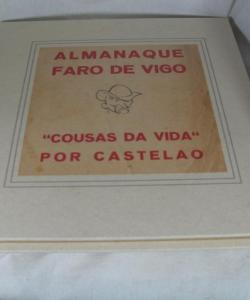 ALMANAQUE
FARO DE VIGO
"COUSAS DA VIDA"
POR CASTELAO